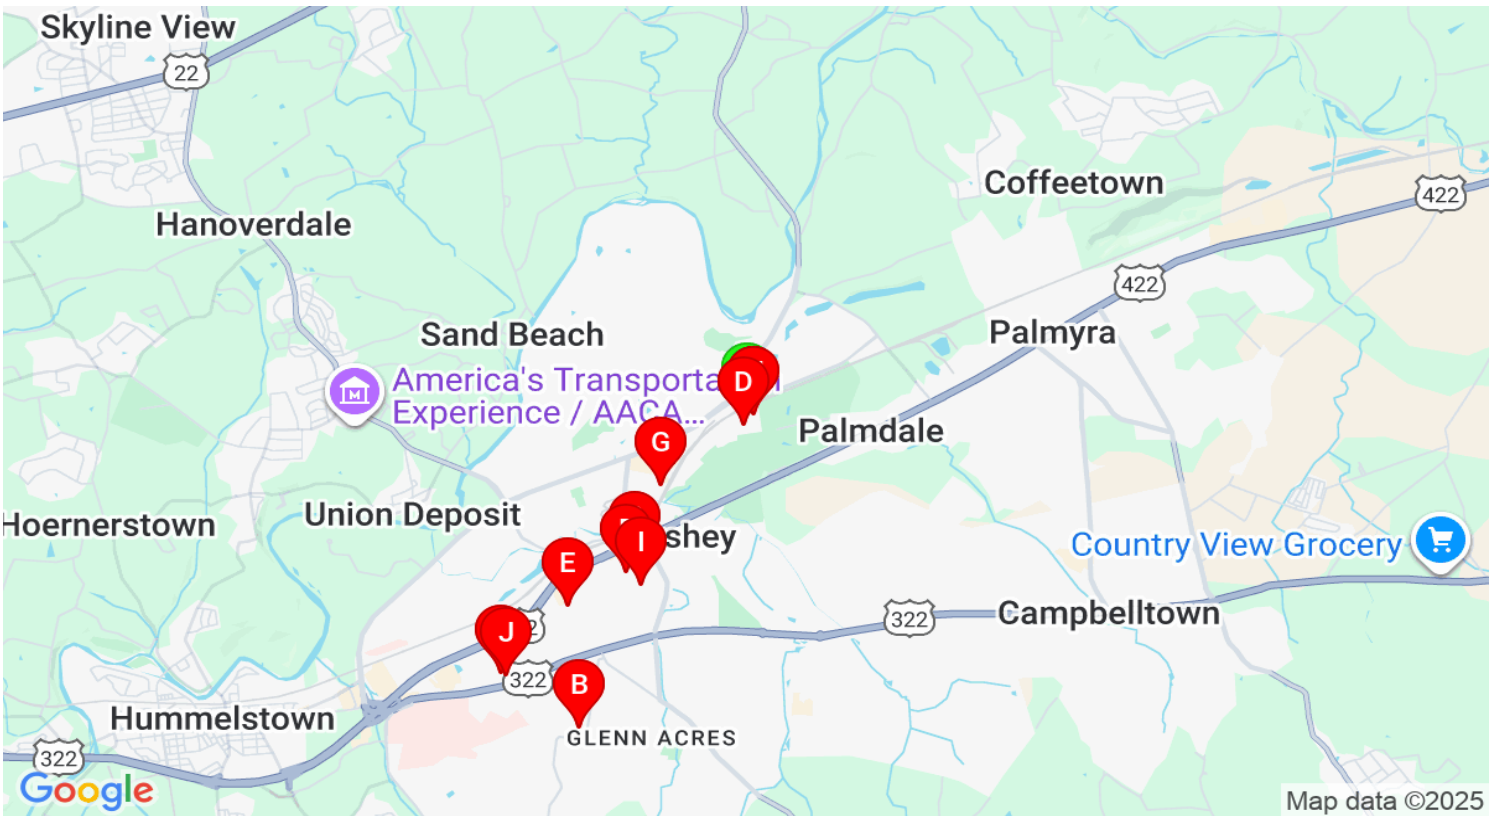 Skyline View
22
Coffeetown
422
Hanoverdale
422
Sand Beach
Palmyra
America's Transporta
Experience / AACA...
D
Palmdale
G
Union Deposit
Hoernerstown
shey
I
Country View Grocery
E
322
Campbelltown
J
2
322
B
Hummelstown
GLENN ACRES
322
Google
Map data ©2025